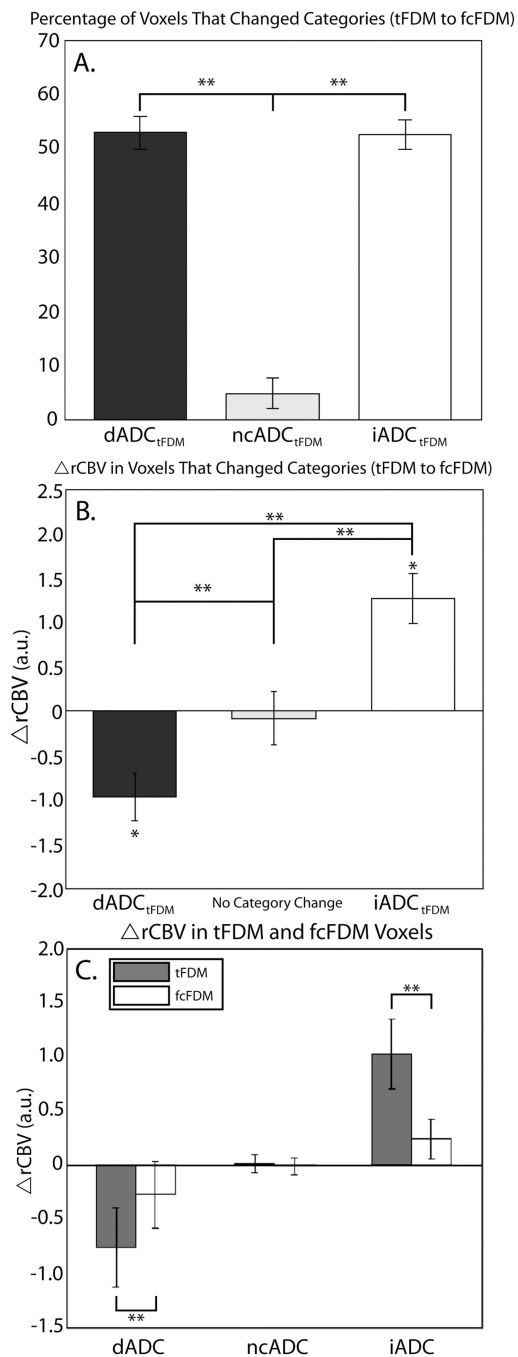 Percentage of Voxels That Changed Categories (tFDM to fcFDM)
A.
70
60
50
40
30
20
10
0
** **
dADCtFDM ncADCtFDM iADCtFDM
△rCBV in Voxels That Changed Categories (tFDM to fcFDM)
B.
△rCBV (a.u.)
2.5
2.0
1.5
1.0
0.5
0
-0.5
-1.0
-1.5
-2.0
**
**
**
*
*
dADCtFDM No Category Change iADCtFDM
△rCBV in tFDM and fcFDM Voxels
C.
tFDM
fcFDM
△rCBV (a.u.)
2.0
1.5
1.0
0.5
0
-0.5
-1.0
-1.5
**
**
dADC ncADC iADC